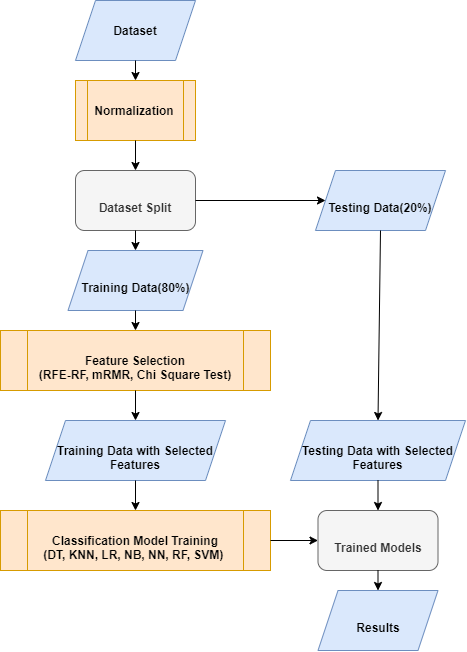 Dataset
Normalization
Dataset Split
Testing Data(20%)
Training Data(80%)
Feature Selection
(RFE-RF, mRMR, Chi Square Test)
Training Data with Selected
Features
Testing Data with Selected
Features
Classification Model Training
(DT, KNN, LR, NB, NN, RF, SVM)
Trained Models
Results